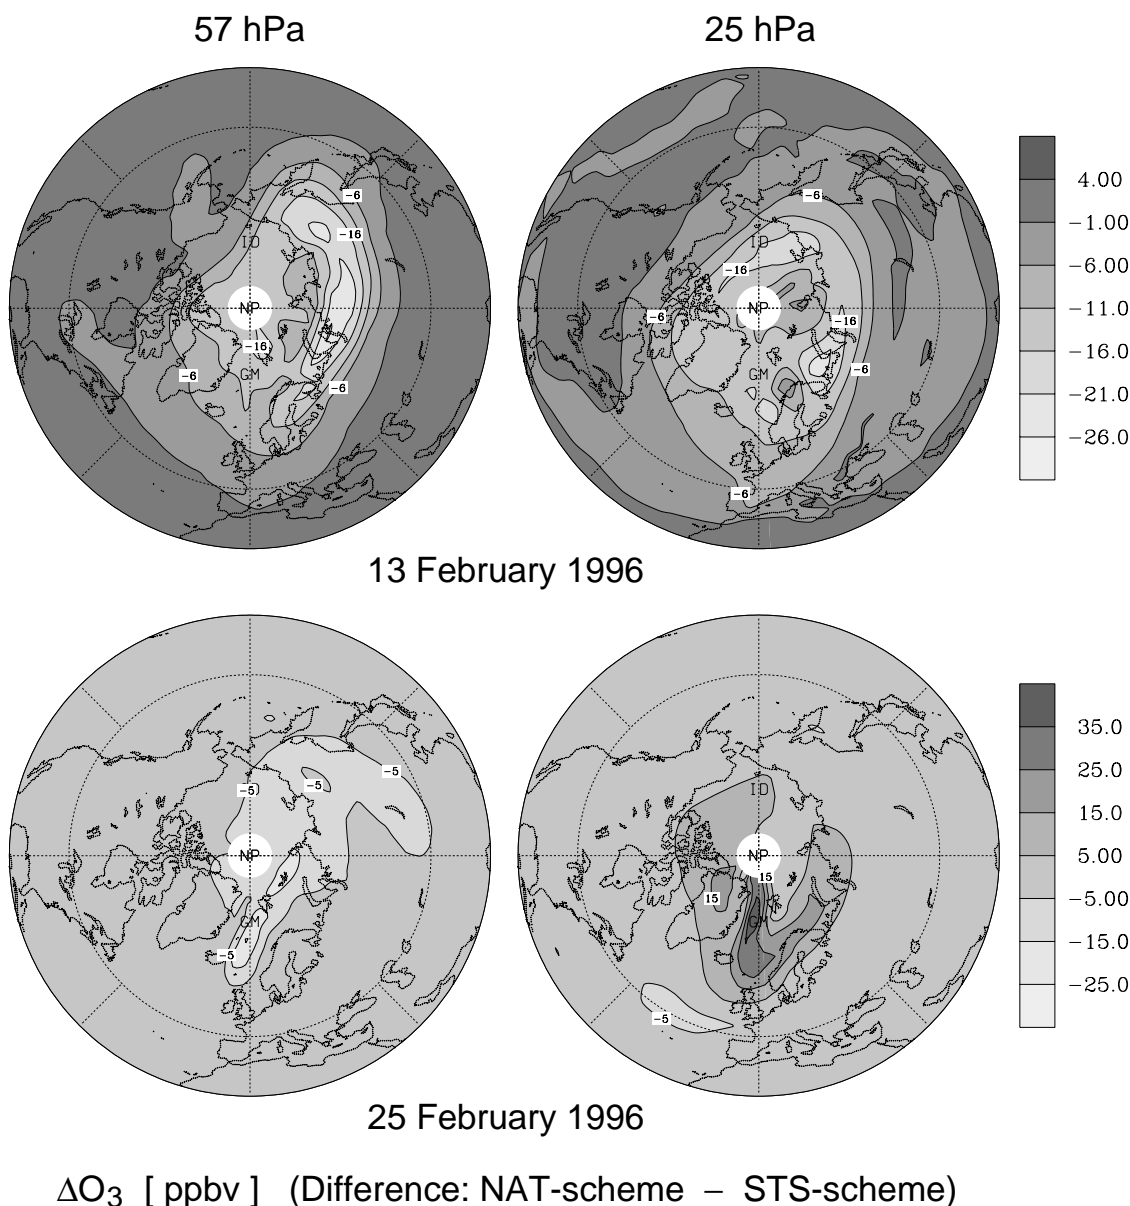 57 hPa
25 hPa
-6
-16
ID
NP
-16
GM
-6
-6
-6
ID
-16
NP
-6
-16
GM
-6
-6
4.00
-1.00
-6.00
-11.0
-16.0
-21.0
-26.0
13 February 1996
-5
-5
-5
NP
GM
-5
ID
NP
15
15
GM
-5
35.0
25.0
15.0
5.00
-5.00
-15.0
-25.0
25 February 1996
ΔO3 [ ppbv ] (Difference: NAT-scheme – STS-scheme)